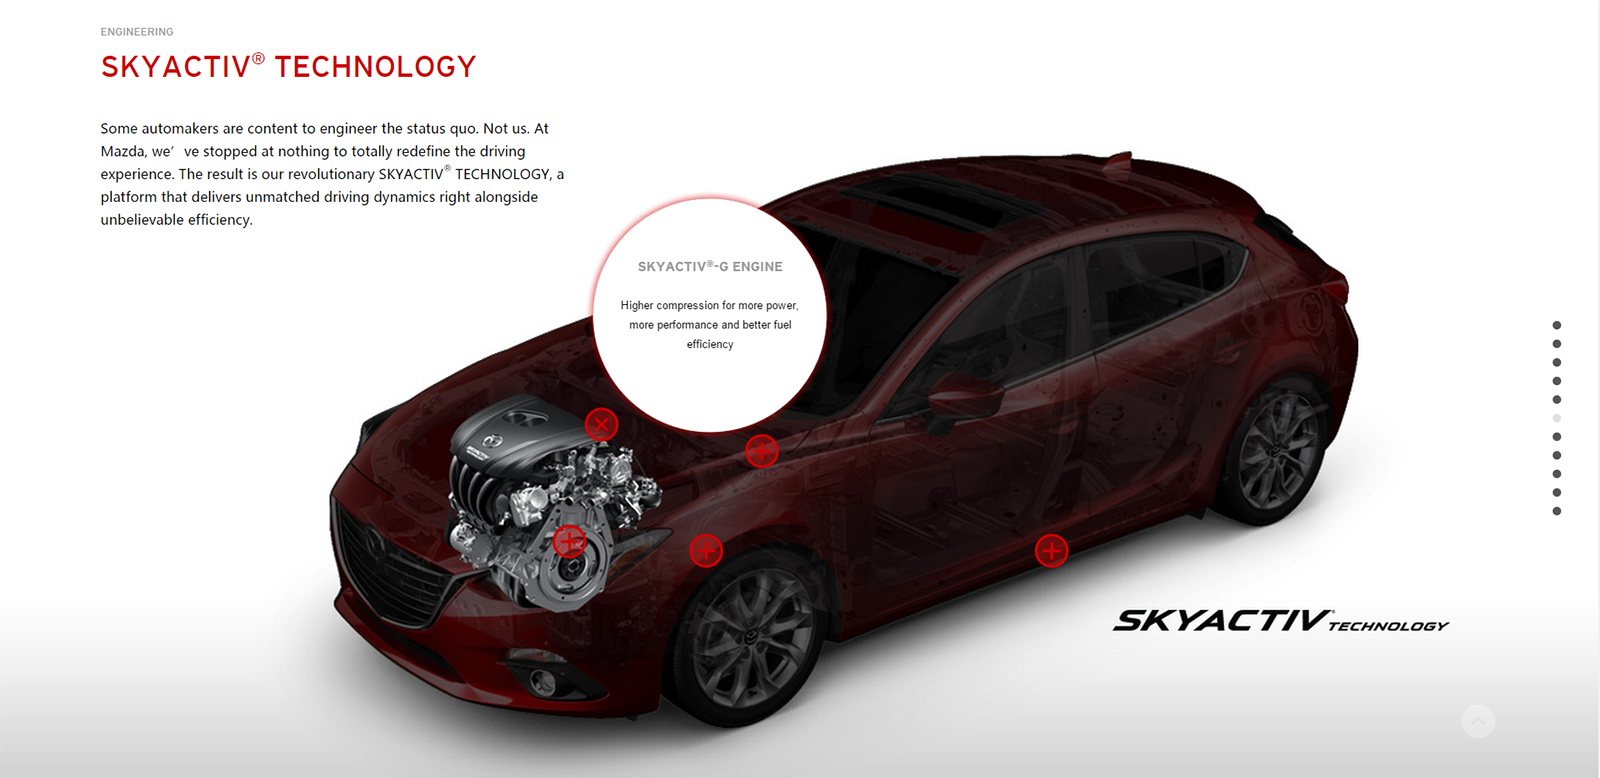 ENGINEERING
SKYACTIV® TECHNOLOGY
Some automakers are content to engineer the status quo. Not us. At
Mazda, we’ve stopped at nothing to totally redefine the driving
experience. The result is our revolutionary SKYACTIV® TECHNOLOGY, a
platform that delivers unmatched driving dynamics right alongside
unbelievable efficiency.
SKYACTIV®-G ENGINE
Higher compression for more power,
more performance and better fuel
efficiency
SKYACTIV® TECHNOLOGY